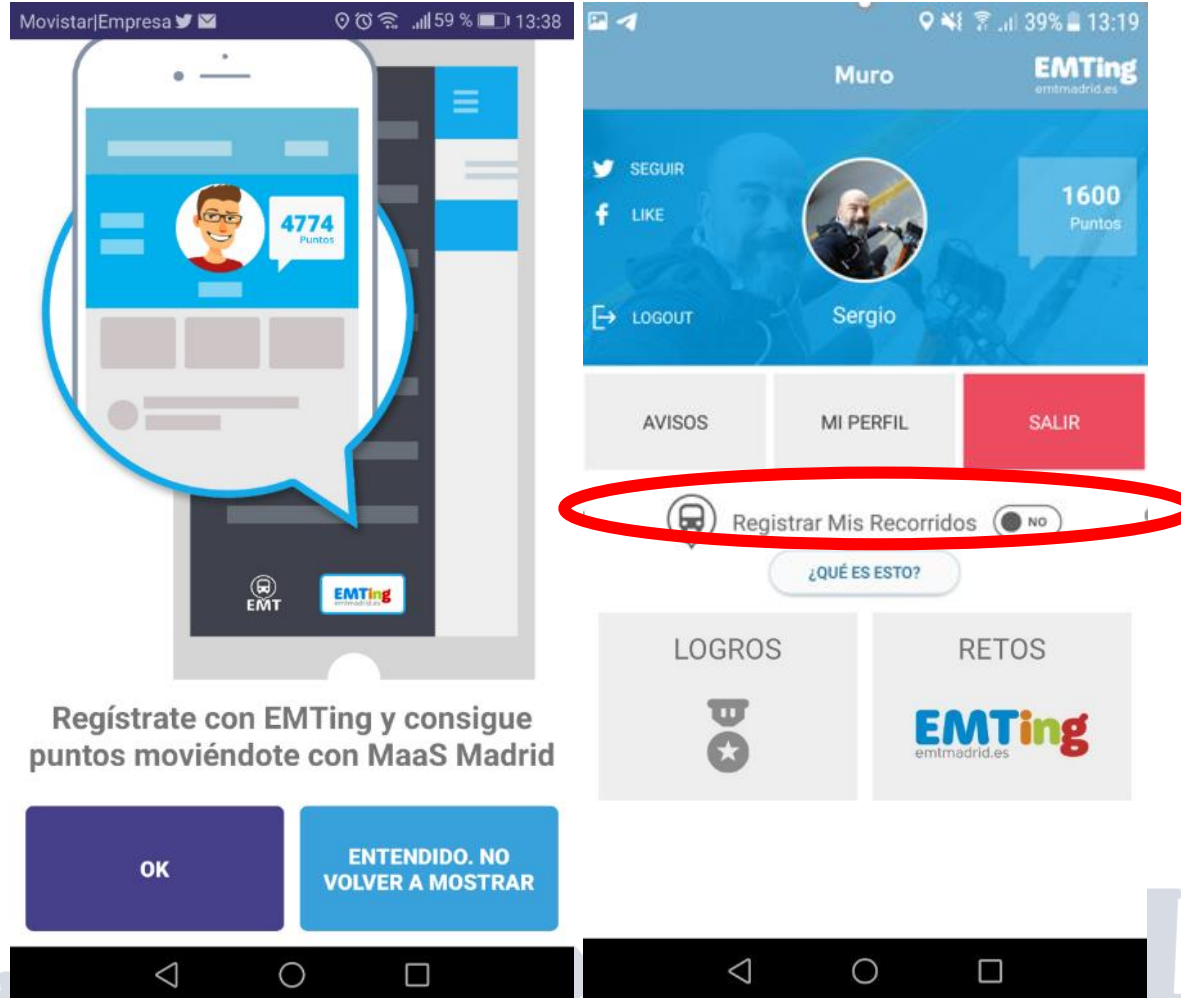 Movistar|Empresa 59 % 13:38
4774
Puntos
EMT
EMTing
emtmadrid.es
Regístrate con EMTing y consigue
puntos moviéndote con MaaS Madrid
OK
ENTENDIDO. NO
VOLVER A MOSTRAR
39% 13:19
Muro
EMTing
emtmadrid.es
SEGUIR
LIKE
1600
Puntos
LOGOUT
Sergio
AVISOS
MI PERFIL
SALIR
Registrar Mis Recorridos NO
¿QUÉ ES ESTO?
LOGROS
RETOS
EMTing
emtmadrid.es